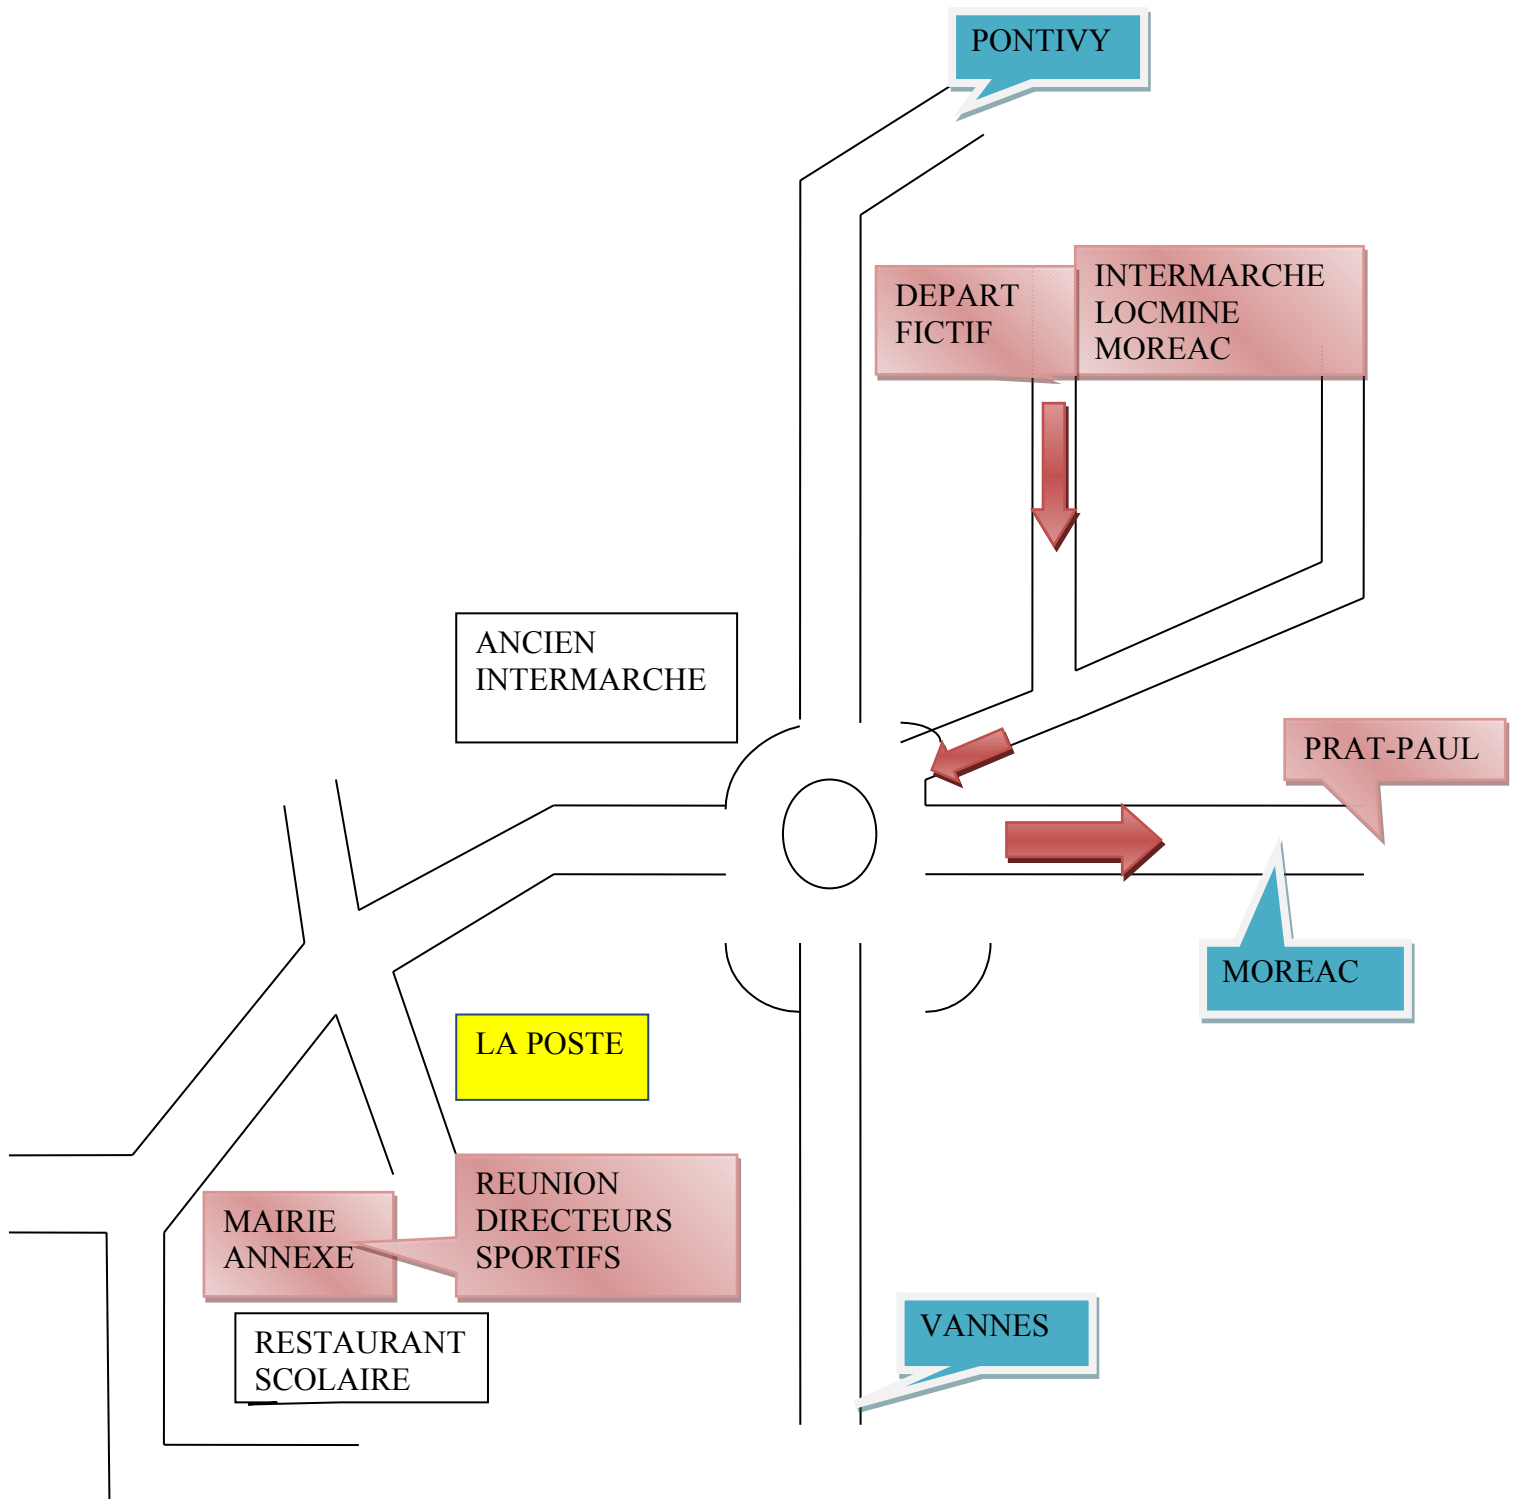 PONTIVY
DEPART
FICTIF
INTERMARCHE
LOCMINE
MOREAC
ANCIEN
INTERMARCHE
PRAT-PAUL
MOREAC
LA POSTE
REUNION
DIRECTEURS
SPORTIFS
MAIRIE
ANNEXE
VANNES
RESTAURANT
SCOLAIRE